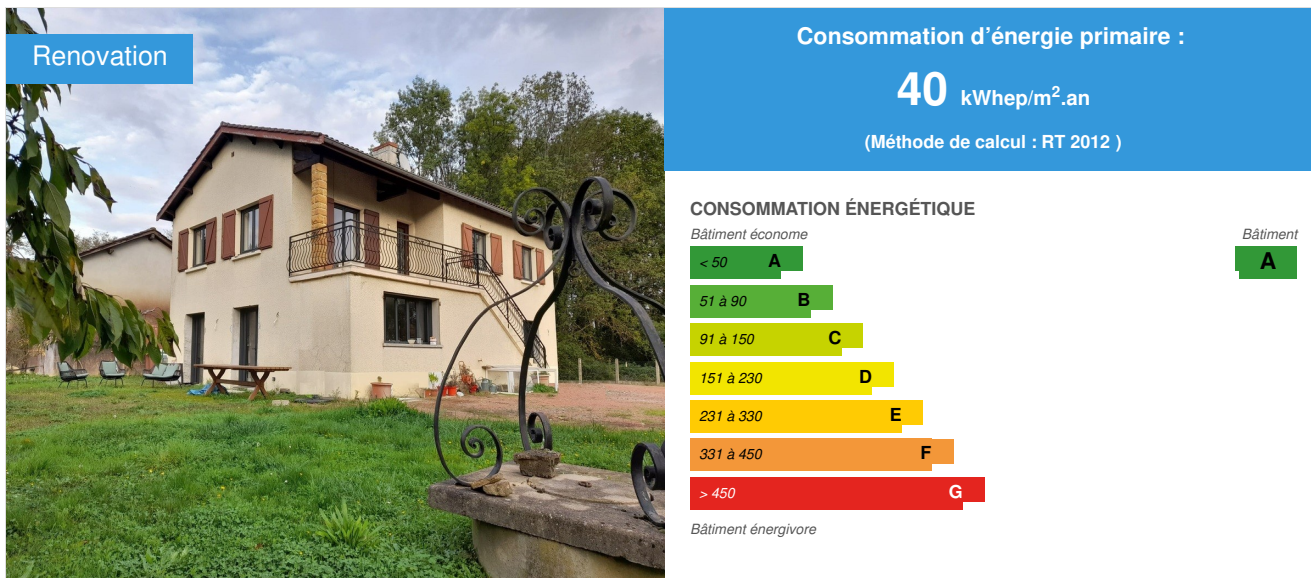 Renovation
Consommation d'énergie primaire :
40 kWhep/m².an
(Méthode de calcul : RT 2012 )
CONSOMMATION ÉNERGÉTIQUE
Bâtiment économe
Bâtiment
< 50 A
A
51 à 90 B
91 à 150 C
151 à 230 D
231 à 330 E
331 à 450 F
> 450 G
Bâtiment énergivore